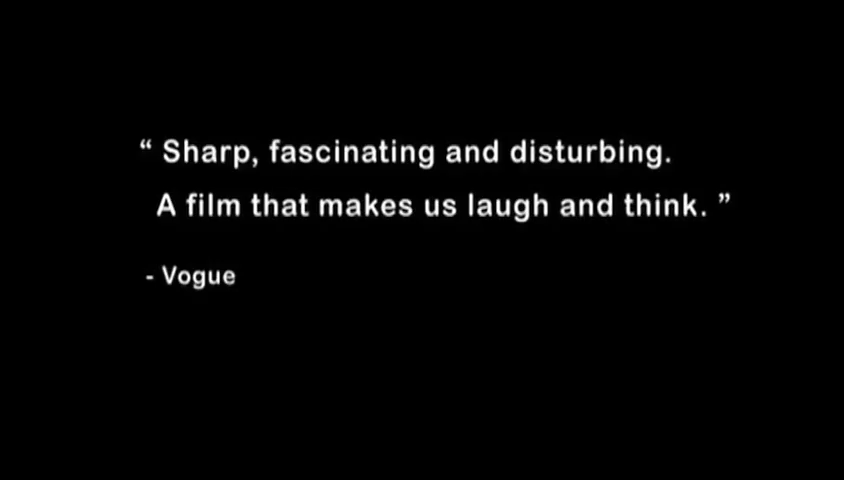 “ Sharp, fascinating and disturbing.
A film that makes us laugh and think. ”
- Vogue